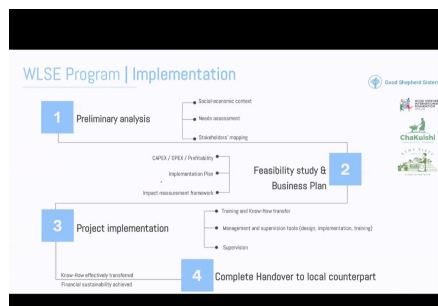 WLSE Program | Implementation
Good Shepherd Sisters
1
Preliminary analysis
Social economic context
Needs assessment
Stakeholders' mapping
ChaKuishi
CAPEX / OPEX / Profitability
Implementation Plan
Impact measurement framework
Feasibility study &
Business Plan
2
3
Project implementation
Training and Know-How transfer
Management and supervision tools (design, implementation, training)
Supervision
Know-How effectively transferred
Financial sustainability achieved
4
Complete Handover to local counterpart